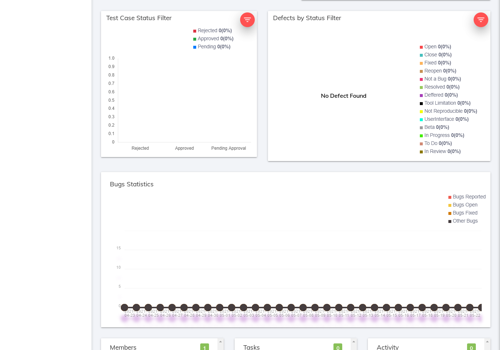 Test Case Status Filter
Rejected 0(0%)
Approved 0(0%)
Pending 0(0%)
1.0
0.9
0.8
0.7
0.6
0.5
0.4
0.3
0.2
0.1
0
Rejected Approved Pending Approval
Defects by Status Filter
No Defect Found
Open 0(0%)
Close 0(0%)
Fixed 0(0%)
Reopen 0(0%)
Not a Bug 0(0%)
Resolved 0(0%)
Deffered 0(0%)
Tool Limitation 0(0%)
Not Reproducible 0(0%)
UserInterface 0(0%)
Beta 0(0%)
In Progress 0(0%)
To Do 0(0%)
In Review 0(0%)
Bugs Statistics
Bugs Reported
Bugs Open
Bugs Fixed
Other Bugs
15
10
5
Members 1
Tasks 0
Activity 0